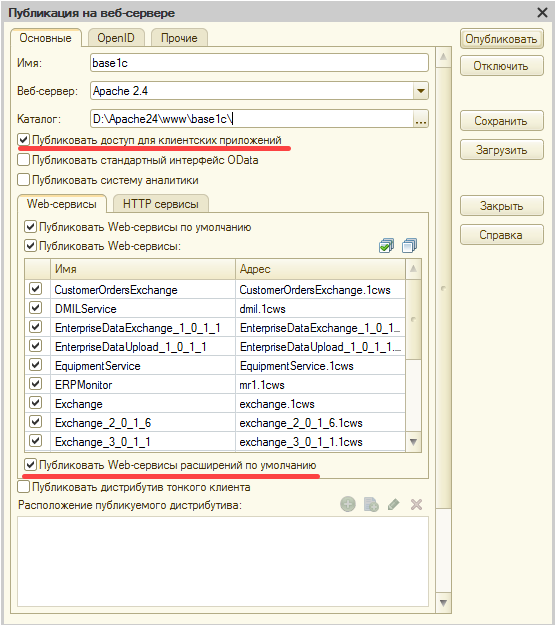 Публикация на веб-сервере
Основные OpenID Прочие
Опубликовать
Имя: base1c
Отключить
Веб-сервер: Apache 2.4
Каталог: D:\Apache24\www\base1c\ ...
Сохранить
Публиковать доступ для клиентских приложений
Загрузить
Публиковать стандартный интерфейс OData
Публиковать систему аналитики
Закрыть
Web-сервисы HTTP сервисы
Справка
Публиковать Web-сервисы по умолчанию
Публиковать Web-сервисы:
Имя Адрес
CustomerOrdersExchange CustomerOrdersExchange.1cws
DMILService dmil.1cws
EnterpriseDataExchange_1_0_1_1 EnterpriseDataExchange_1_0_1...
EnterpriseDataUpload_1_0_1_1 EnterpriseDataUpload_1_0_1_1....
EquipmentService EquipmentService.1cws
ERPMonitor mr1.1cws
Exchange exchange.1cws
Exchange_2_0_1_6 exchange_2_0_1_6.1cws
Exchange_3_0_1_1 exchange_3_0_1_1.1cws
Публиковать Web-сервисы расширений по умолчанию
Публиковать дистрибутив тонкого клиента
Расположение публикуемого дистрибутива: